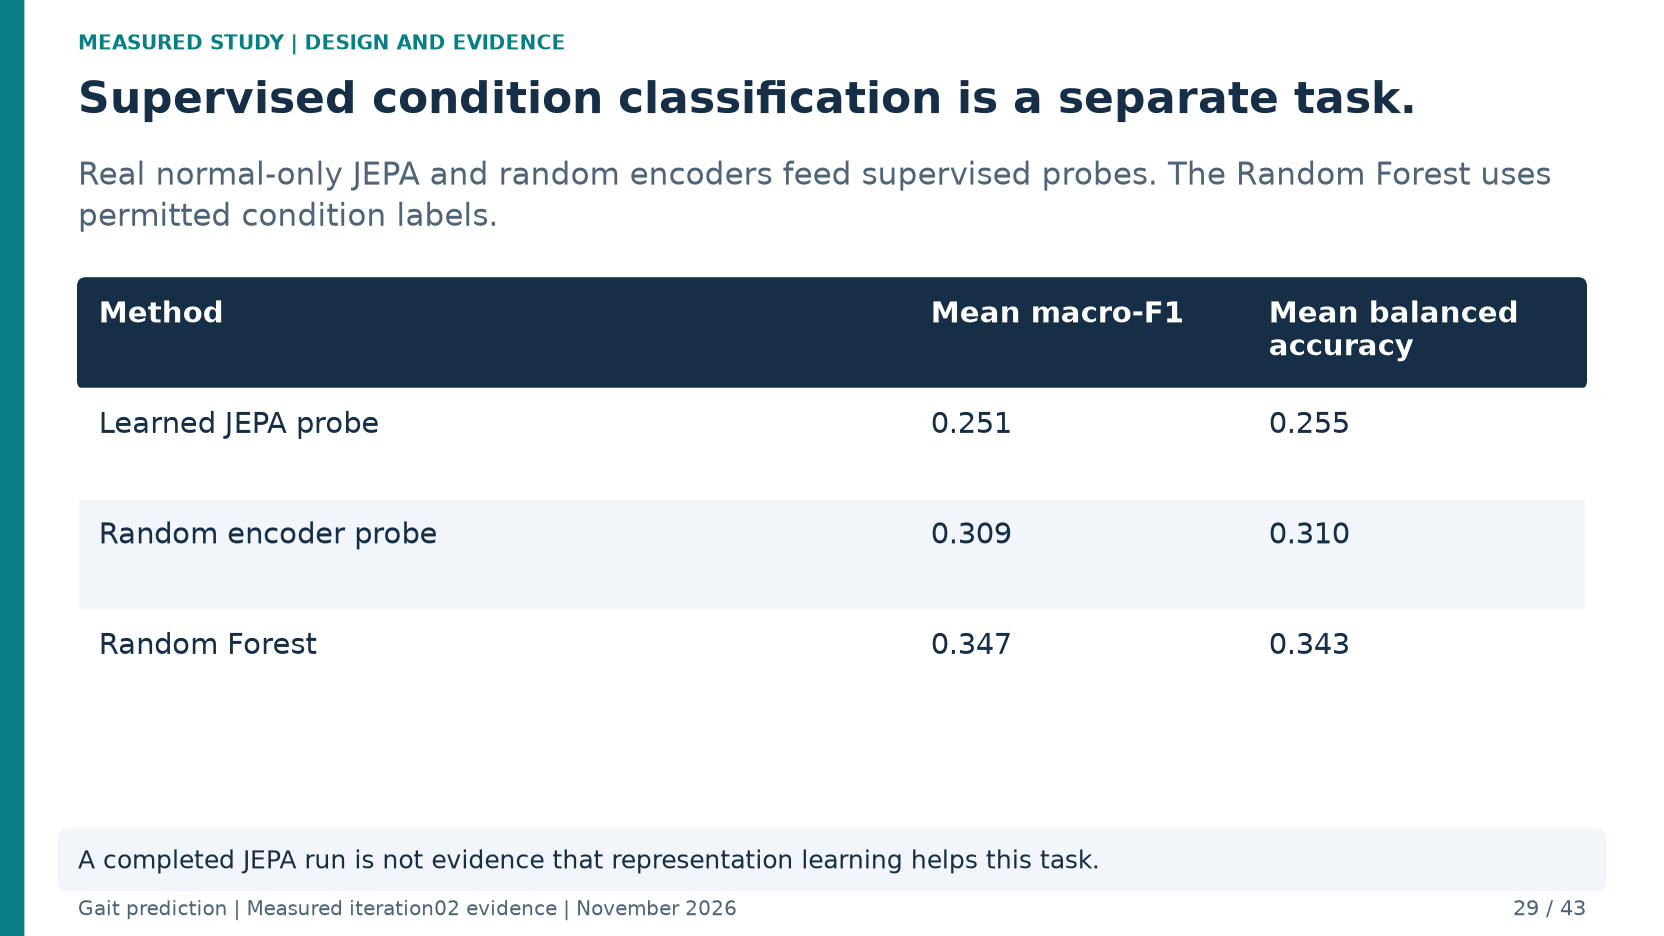 MEASURED STUDY | DESIGN AND EVIDENCE
Supervised condition classification is a separate task.
Real normal-only JEPA and random encoders feed supervised probes. The Random Forest uses
permitted condition labels.
Method Mean macro-F1 Mean balanced
accuracy
Learned JEPA probe 0.251 0.255
Random encoder probe 0.309 0.310
Random Forest 0.347 0.343
A completed JEPA run is not evidence that representation learning helps this task.
Gait prediction | Measured iteration02 evidence | November 2026 29 / 43